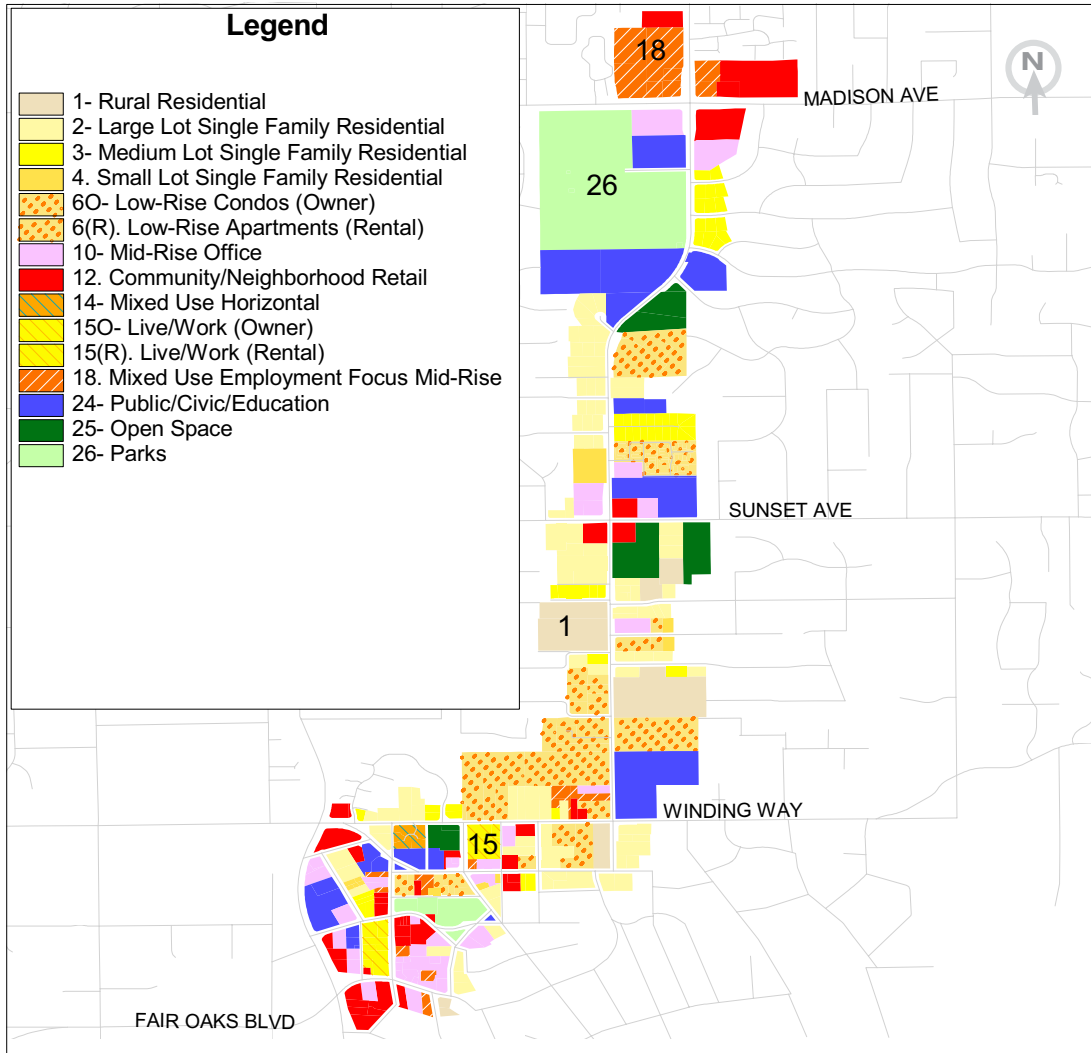 Legend
1- Rural Residential
2- Large Lot Single Family Residential
3- Medium Lot Single Family Residential
4. Small Lot Single Family Residential
6O- Low-Rise Condos (Owner)
6(R). Low-Rise Apartments (Rental)
10- Mid-Rise Office
12. Community/Neighborhood Retail
14- Mixed Use Horizontal
15O- Live/Work (Owner)
15(R). Live/Work (Rental)
18. Mixed Use Employment Focus Mid-Rise
24- Public/Civic/Education
25- Open Space
26- Parks
18
N
MADISON AVE
26
SUNSET AVE
1
WINDING WAY
15
FAIR OAKS BLVD